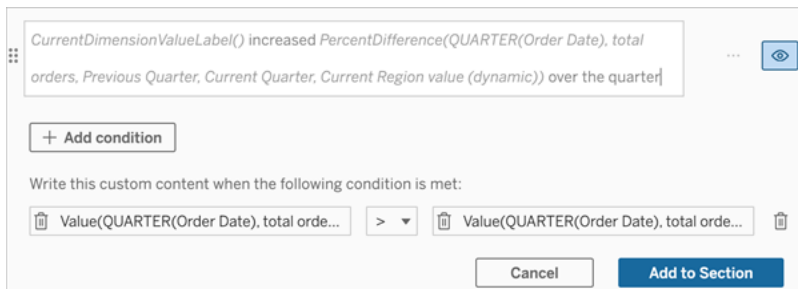 CurrentDimensionValueLabel() increased PercentDifference(QUARTER(Order Date), total
orders, Previous Quarter, Current Quarter, Current Region value (dynamic)) over the quarter
+ Add condition
Write this custom content when the following condition is met:
Value(QUARTER(Order Date), total orde... > Value(QUARTER(Order Date), total orde...
Cancel Add to Section